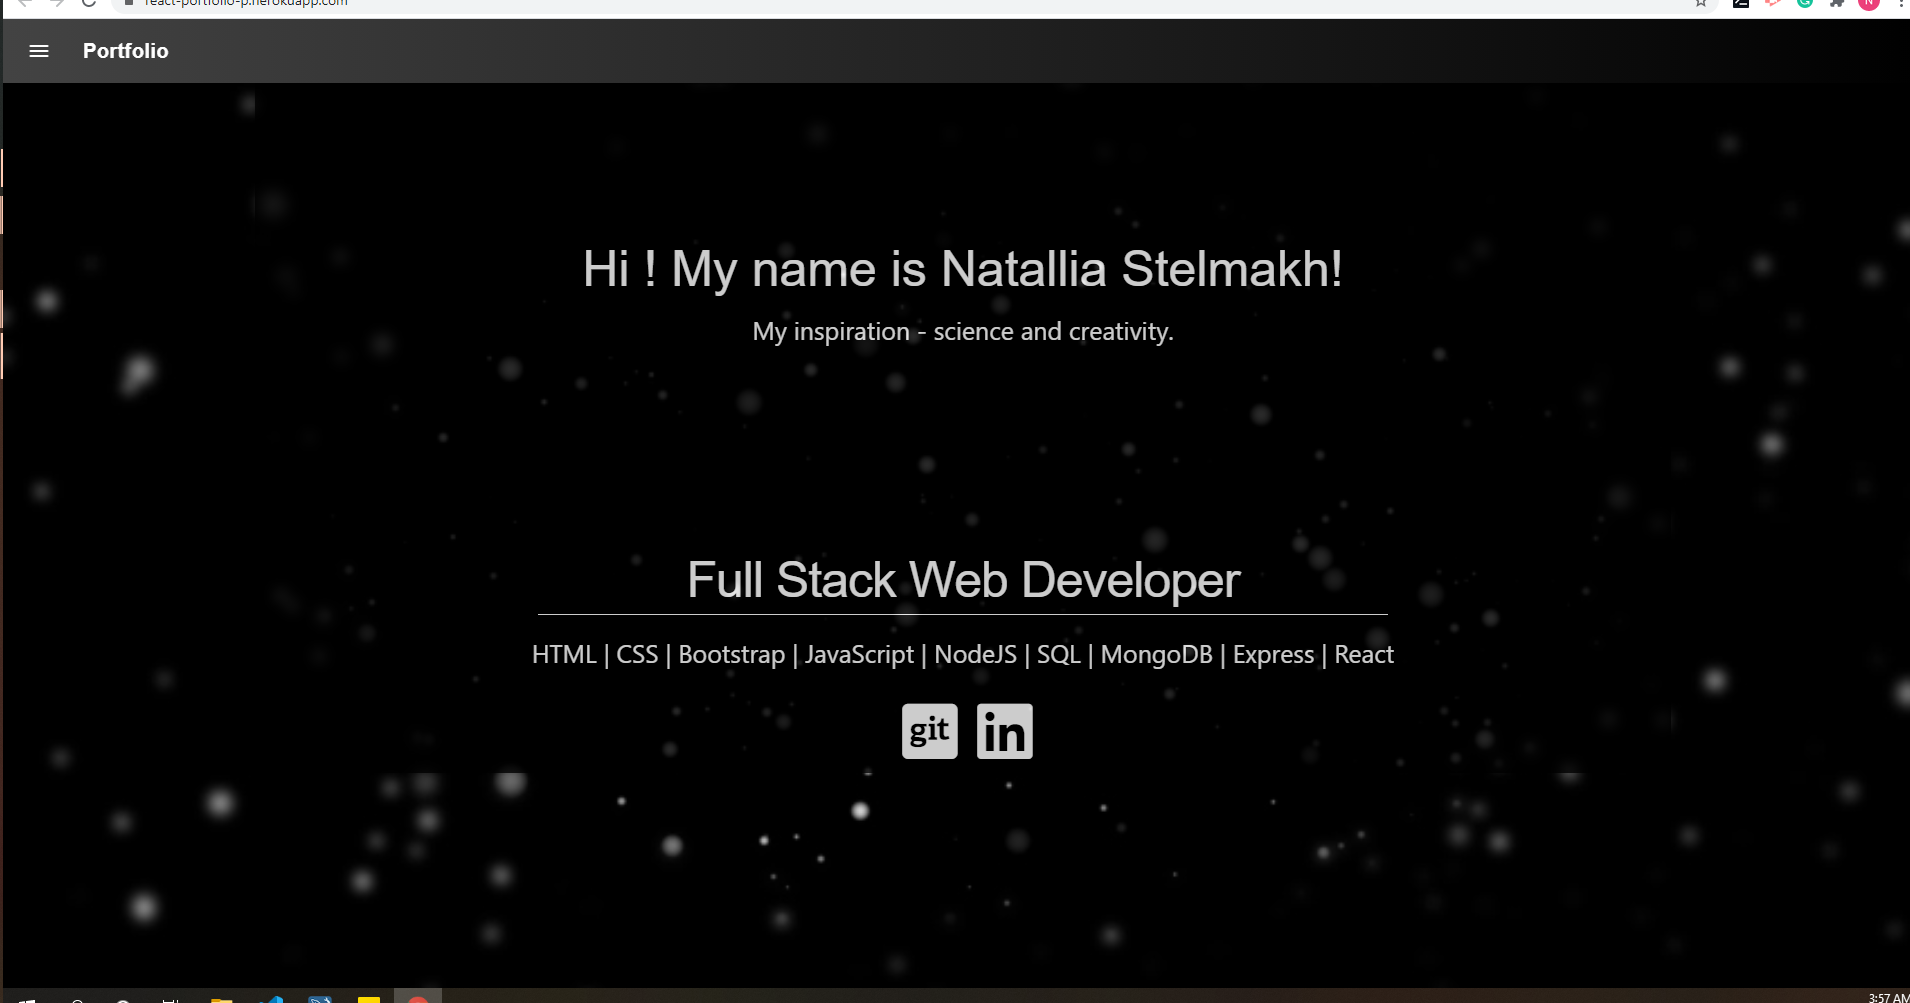 react-portfolio-p.herokuapp.com
Portfolio
Hi ! My name is Natallia Stelmakh!
My inspiration - science and creativity.
Full Stack Web Developer
HTML | CSS | Bootstrap | JavaScript | NodeJS | SQL | MongoDB | Express | React
git in
3:57 AM